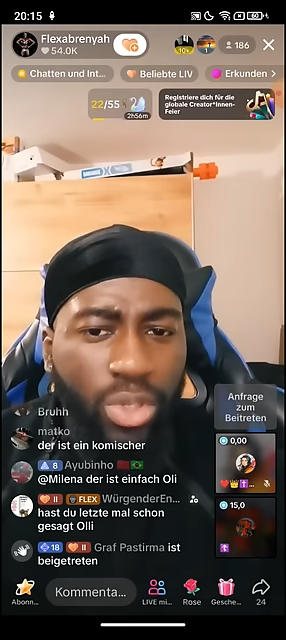 20:15
60
Flexabrenyah
54.0K
186
Chatten und Int...
Beliebte LIV
Erkunden
22/55
2h56m
Registriere dich für die
globale Creator*innen-
Feier
Bruhh
matko
der ist ein komischer
8 Ayubinho
@Milena der ist einfach Oli
II FLEX WürgenderEn...
hast du letzte mal schon
gesagt Olli
18 II Graf Pastirma ist
beigetreten
Anfrage
zum
Beitreten
0,00
15,0
Abonn...
Kommenta...
LIVE mi...
Rose
Gesche...
24